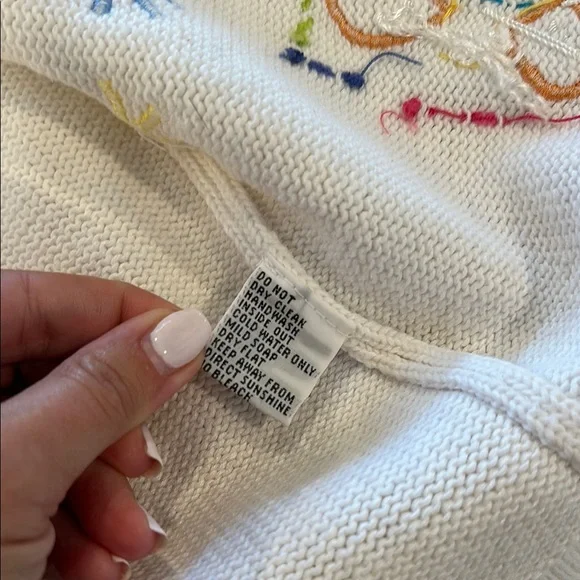 DO NOT
DRY CLEAN
HANDWASH
INSIDE OUT
COLD WATER ONLY
MILD SOAP
DRY FLAT
KEEP AWAY FROM
DIRECT SUNSHINE
NO BLEACH